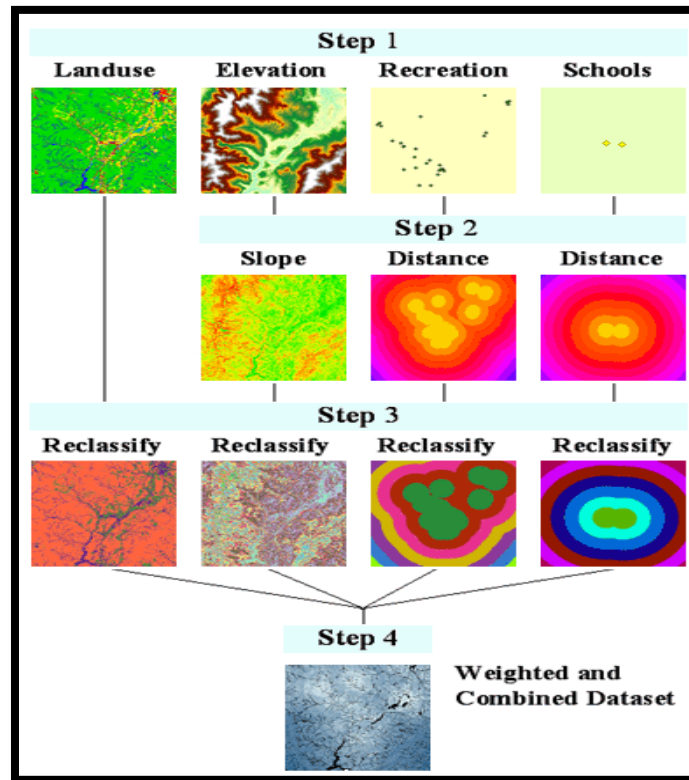 Step 1
Landuse Elevation Recreation Schools
Step 2
Slope Distance Distance
Step 3
Reclassify Reclassify Reclassify Reclassify
Step 4
Weighted and
Combined Dataset